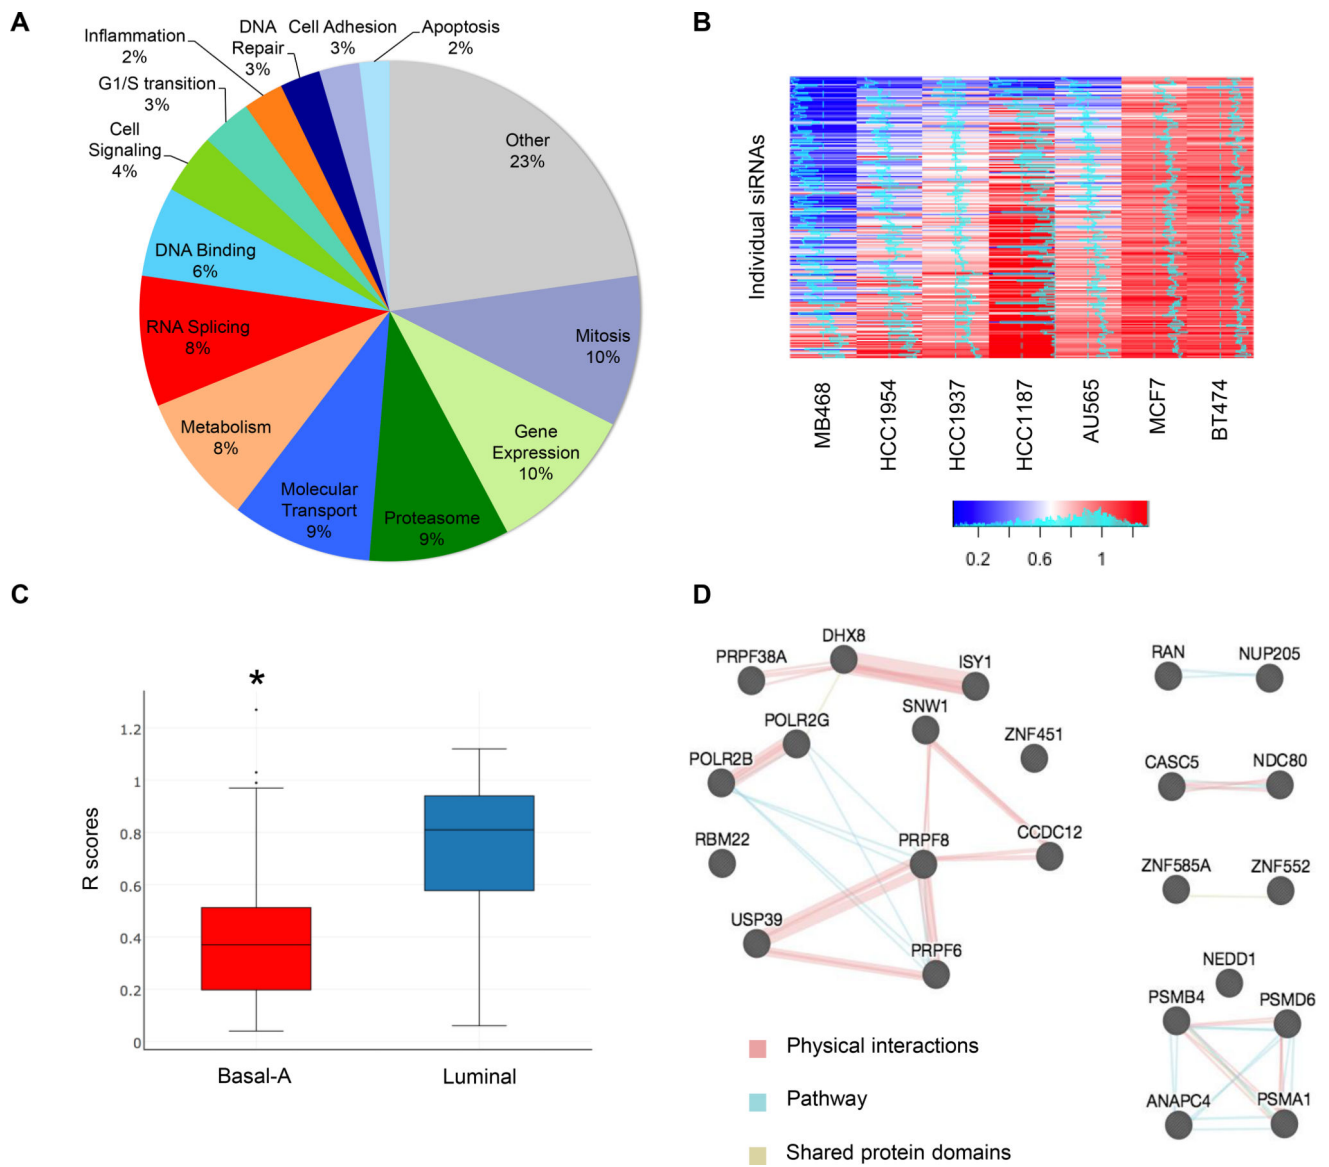 A
Inflammation
2%
DNA
Repair
3%
Cell Adhesion
3%
Apoptosis
2%
G1/S transition
3%
Cell
Signaling
4%
Other
23%
DNA Binding
6%
Mitosis
10%
RNA Splicing
8%
Gene
Expression
10%
Metabolism
8%
Molecular
Transport
9%
Proteasome
9%
B
Individual siRNAs
MB468
HCC1954
HCC1937
HCC1187
AU565
MCF7
BT474
0.2
0.6
1
C
*
R scores
1.2
1
0.8
0.6
0.4
0.2
0
Basal-A
Luminal
D
DHX8
PRPF38A
ISY1
SNW1
POLR2G
ZNF451
POLR2B
RBM22
PRPF8
CCDC12
USP39
PRPF6
RAN
NUP205
CASC5
NDC80
ZNF585A
ZNF552
NEDD1
PSMB4
PSMD6
ANAPC4
PSMA1
Physical interactions
Pathway
Shared protein domains